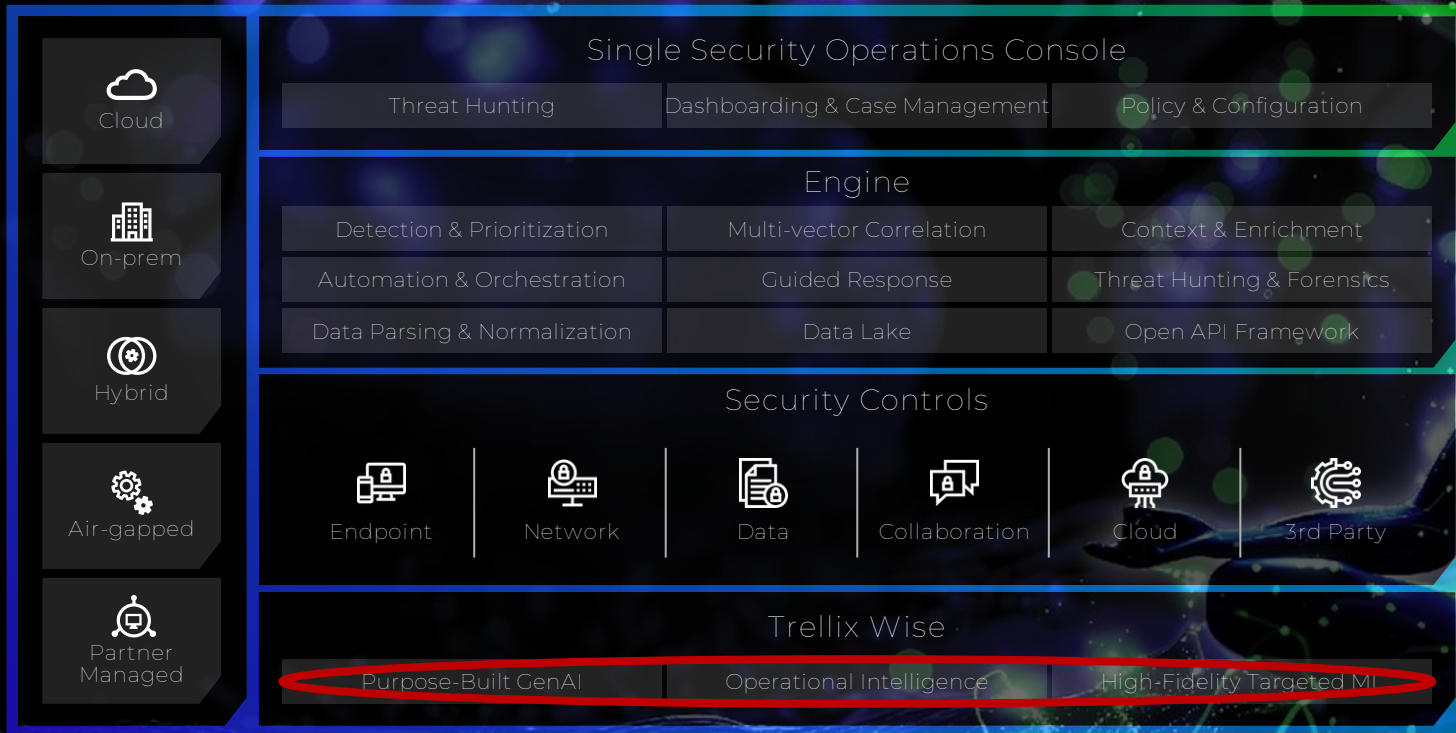 Cloud
On-prem
Hybrid
Air-gapped
Partner
Managed
Single Security Operations Console
Threat Hunting
Dashboarding & Case Management
Policy & Configuration
Engine
Detection & Prioritization
Multi-vector Correlation
Context & Enrichment
Automation & Orchestration
Guided Response
Threat Hunting & Forensics
Data Parsing & Normalization
Data Lake
Open API Framework
Security Controls
Endpoint
Network
Data
Collaboration
Cloud
3rd Party
Trellix Wise
Purpose-Built GenAI
Operational Intelligence
High-Fidelity Targeted MI